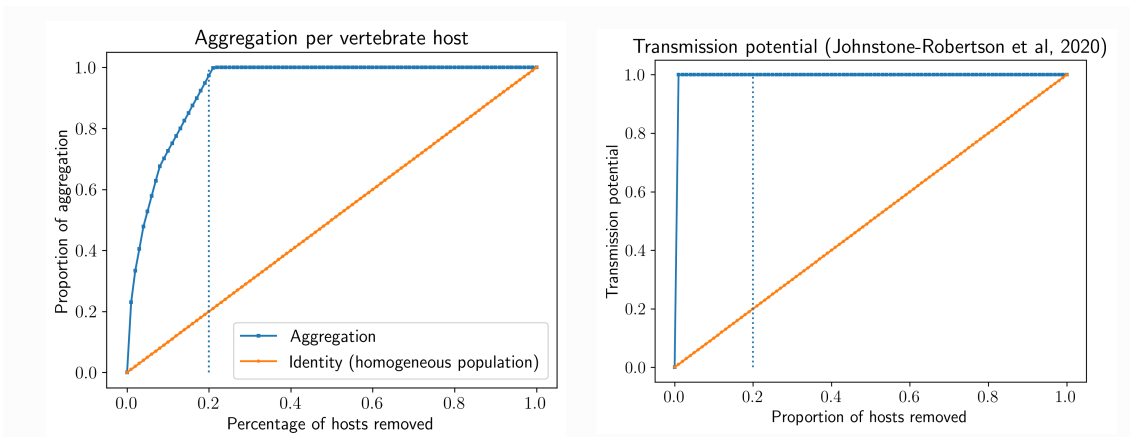 Aggregation per vertebrate host
Proportion of aggregation
1.0
0.8
0.6
0.4
0.2
0.0
Aggregation
Identity (homogeneous population)
0.0 0.2 0.4 0.6 0.8 1.0
Percentage of hosts removed
Transmission potential (Johnstone-Robertson et al, 2020)
Transmission potential
1.0
0.8
0.6
0.4
0.2
0.0
0.0 0.2 0.4 0.6 0.8 1.0
Proportion of hosts removed